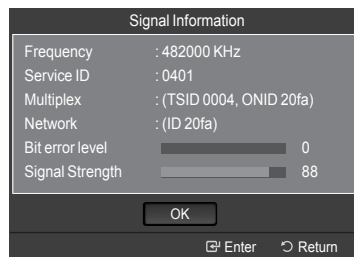 Signal Information
Frequency : 482000 KHz
Service ID : 0401
Multiplex : (TSID 0004, ONID 20fa)
Network : (ID 20fa)
Bit error level 0
Signal Strength 88
OK
Enter Return